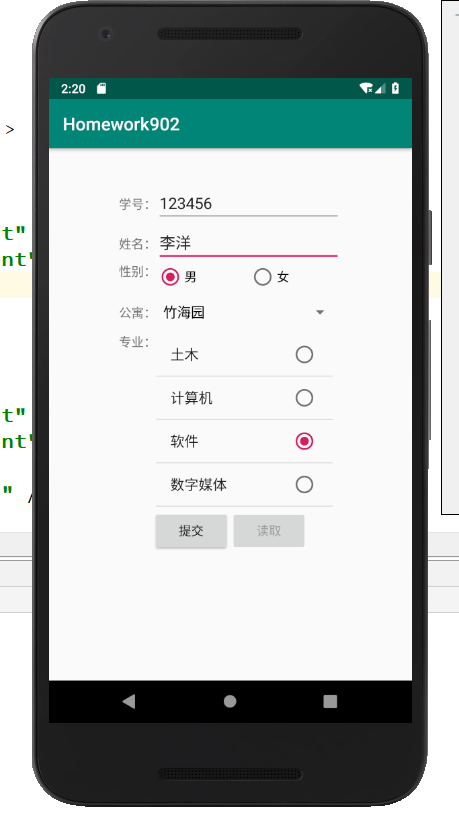 2:20
Homework902
>
学号： 123456
t"
姓名： 李洋
nt"
性别： 男 女
公寓： 竹海园
专业：
土木
计算机
t"
软件
nt"
数字媒体
" /
提交 读取